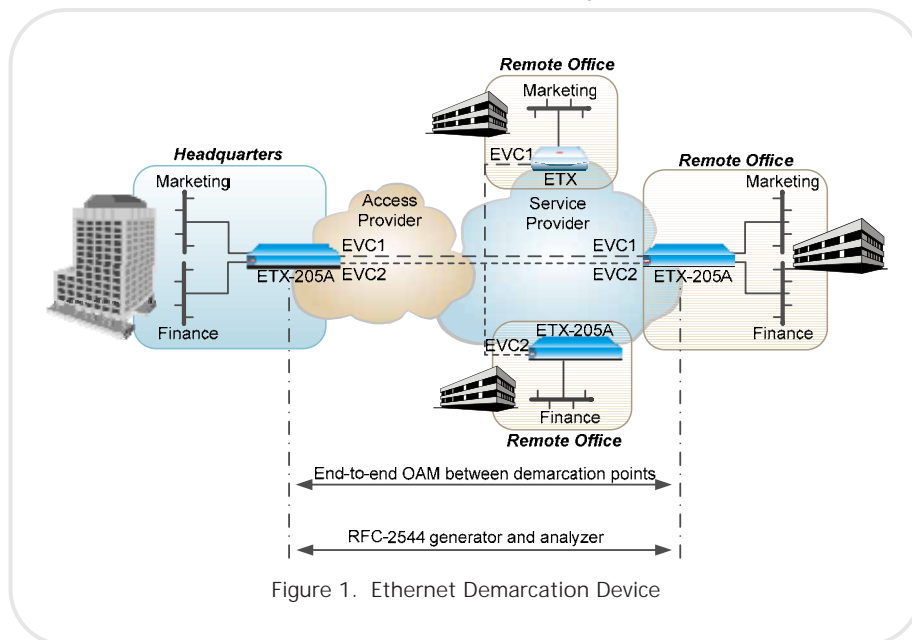 Remote Office
Marketing
EVC1
ETX
Headquarters
Marketing
ETX-205A
Finance
EVC1
EVC2
Access
Provider
Service
Provider
Remote Office
Marketing
EVC1
EVC2
ETX-205A
Finance
ETX-205A
EVC2
Finance
Remote Office
End-to-end OAM between demarcation points
RFC-2544 generator and analyzer
Figure 1. Ethernet Demarcation Device